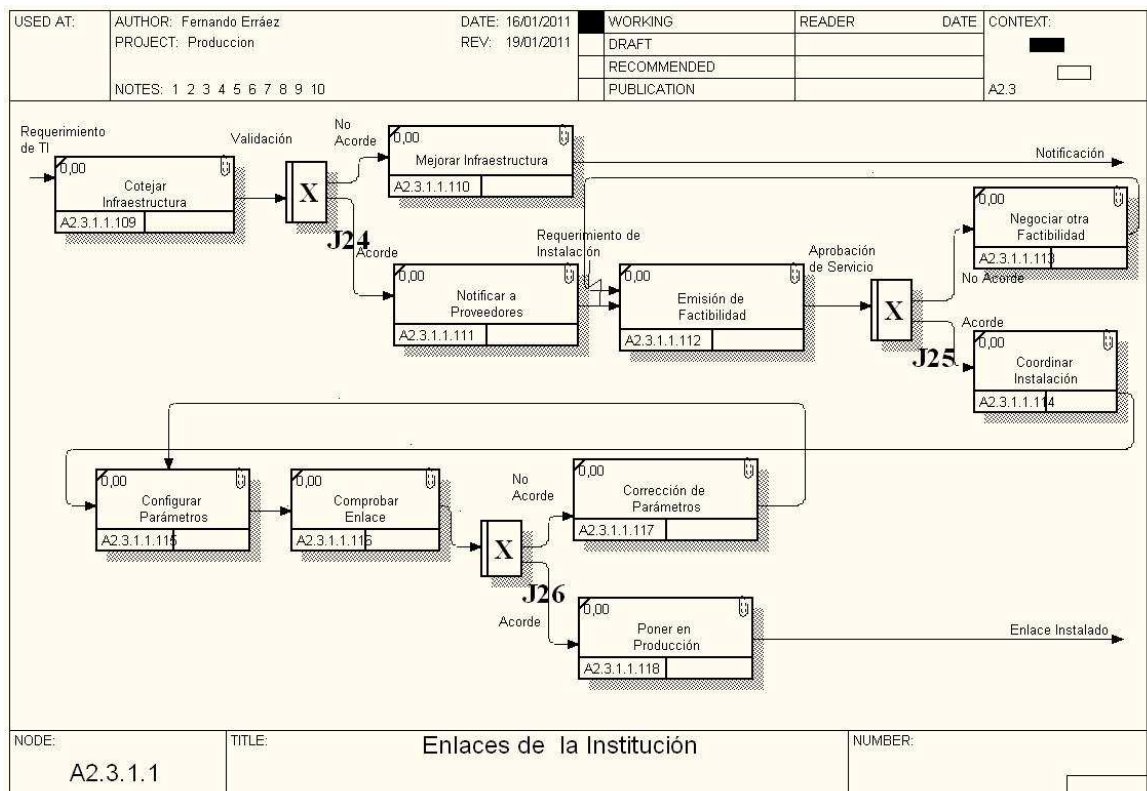 USED AT:
AUTHOR: Fernando Erráez
DATE: 16/01/2011
PROJECT: Produccion
REV: 19/01/2011
NOTES: 1 2 3 4 5 6 7 8 9 10
WORKING
DRAFT
RECOMMENDED
PUBLICATION
READER
DATE
CONTEXT:
A2.3
Requerimiento
de TI
0,00
Cotejar
Infraestructura
A2.3.1.1.109
Validación
X
J24
No
Acorde
0,00
Mejorar Infraestructura
A2.3.1.1.110
Notificación
Acorde
0,00
Notificar a
Proveedores
A2.3.1.1.111
Requerimiento de
Instalación
0,00
Emisión de
Factibilidad
A2.3.1.1.112
Aprobación
de Servicio
X
J25
0,00
Negociar otra
Factibilidad
A2.3.1.1.113
No Acorde
Acorde
0,00
Coordinar
Instalación
A2.3.1.1.114
0,00
Configurar
Parámetros
A2.3.1.1.115
0,00
Comprobar
Enlace
A2.3.1.1.116
X
J26
No
Acorde
0,00
Corrección de
Parámetros
A2.3.1.1.117
Acorde
0,00
Poner en
Producción
A2.3.1.1.118
Enlace Instalado
NODE:
A2.3.1.1
TITLE:
Enlaces de la Institución
NUMBER: